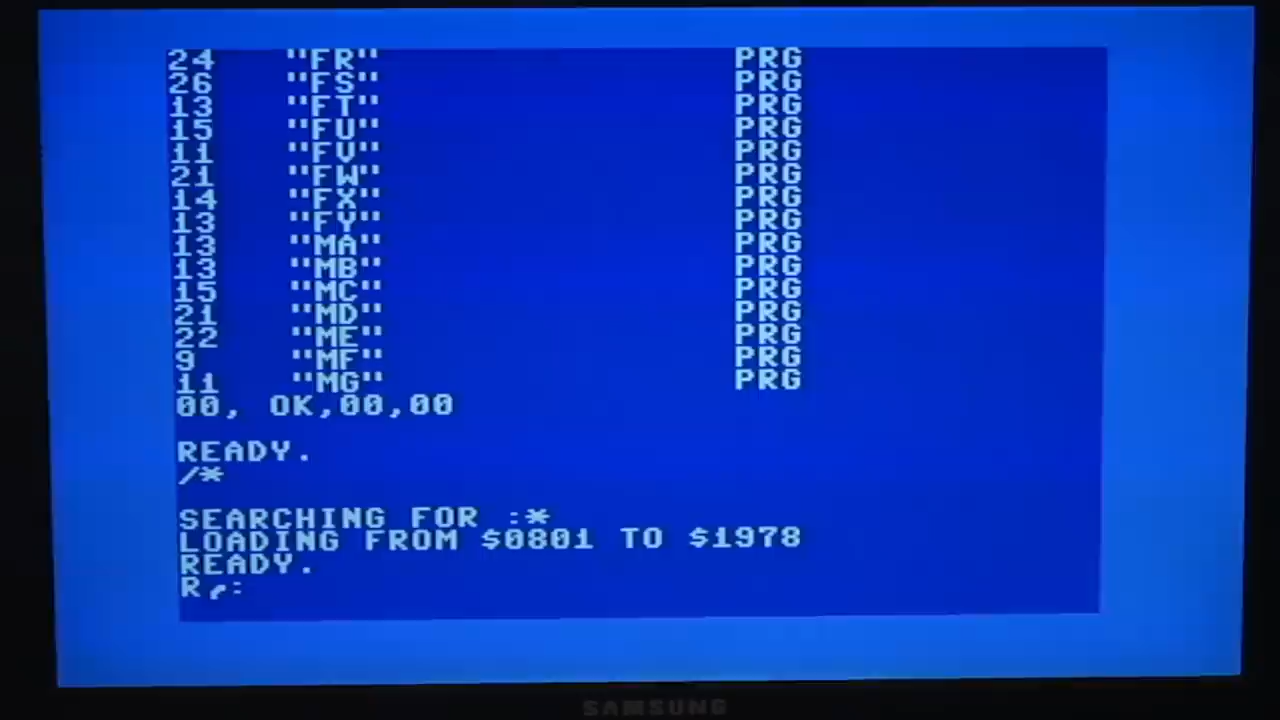 24 "FR" PRG
26 "FS" PRG
13 "FT" PRG
15 "FU" PRG
11 "FV" PRG
21 "FW" PRG
14 "FX" PRG
13 "FY" PRG
13 "MA" PRG
13 "MB" PRG
15 "MC" PRG
21 "MD" PRG
22 "ME" PRG
9 "MF" PRG
11 "MG" PRG
00, OK,00,00
READY.
/*
SEARCHING FOR :*
LOADING FROM $0801 TO $1978
READY.
R╭:
SAMSUNG